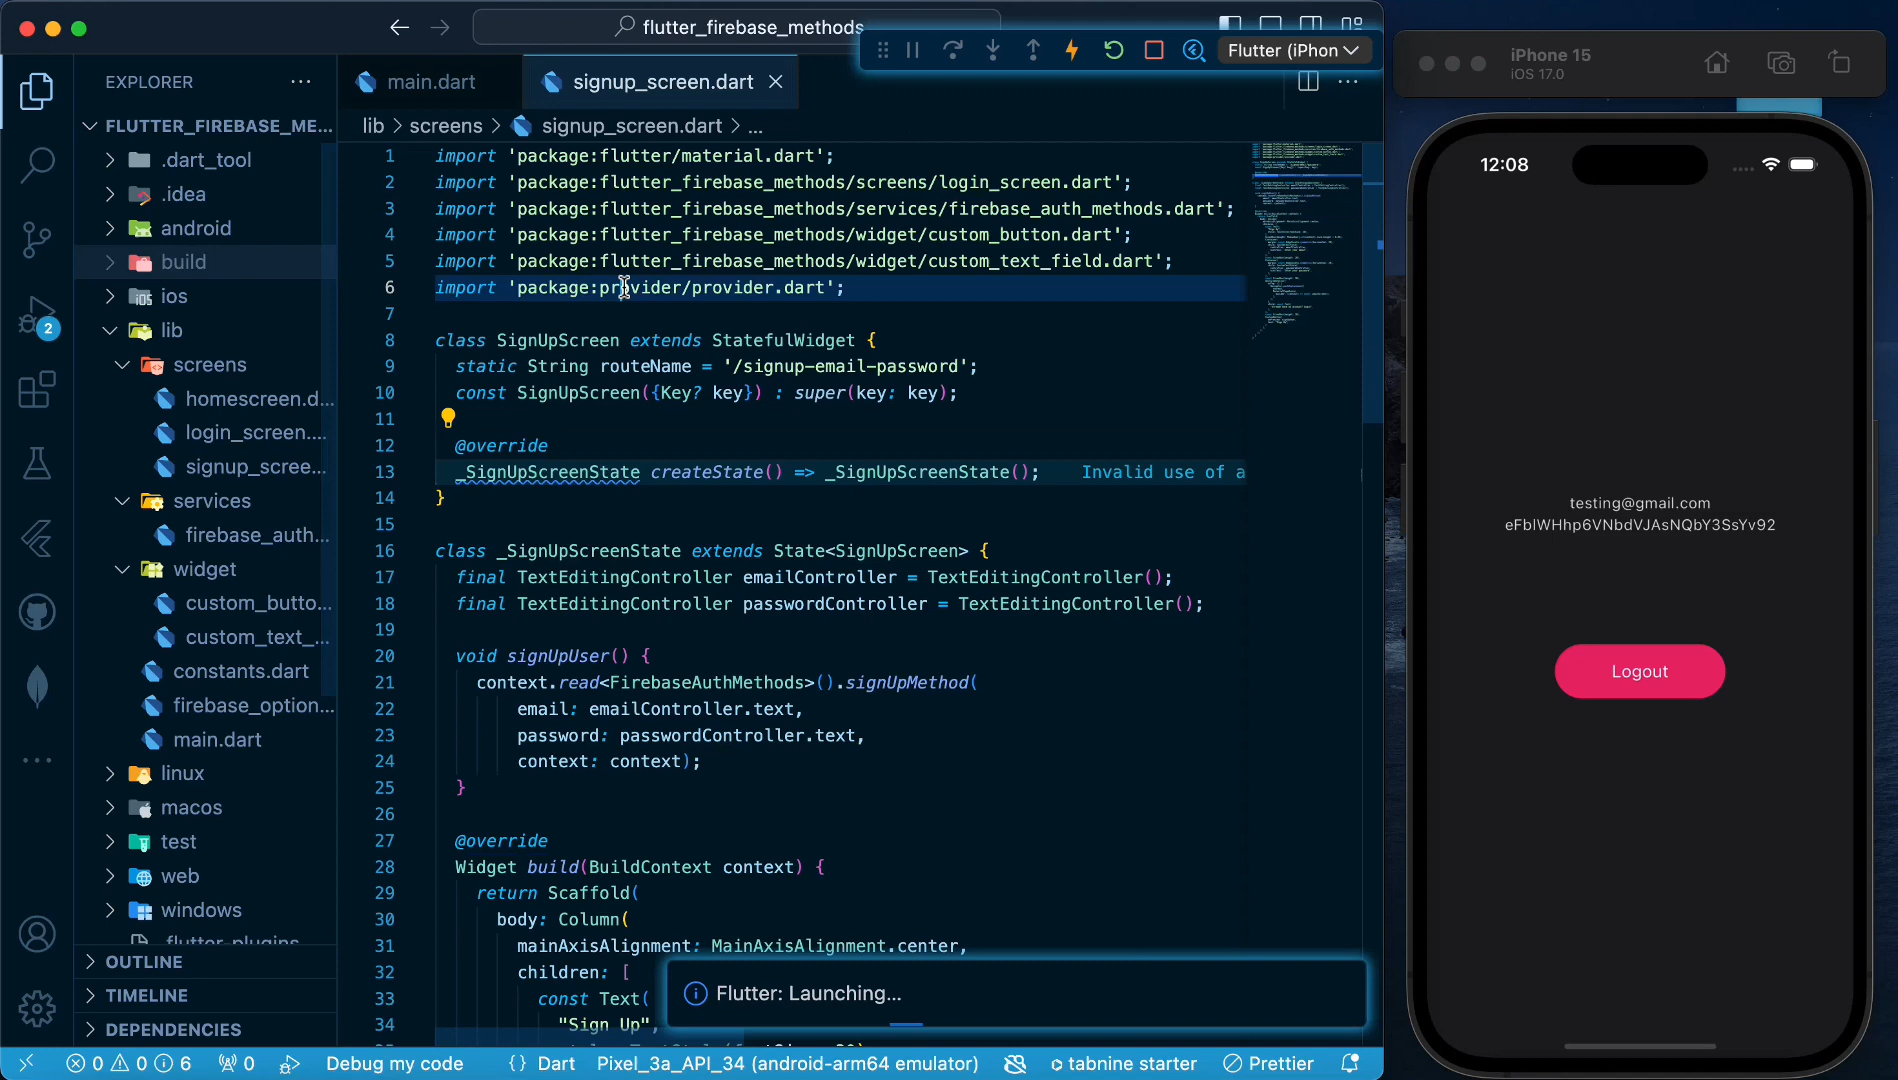 flutter_firebase_methods
Flutter (iPhon
EXPLORER
main.dart
signup_screen.dart
lib > screens > signup_screen.dart > ...
FLUTTER_FIREBASE_ME...
.dart_tool
.idea
android
build
ios
lib
screens
homescreen.d...
login_screen....
signup_scree...
services
firebase_auth...
widget
custom_butto...
custom_text_...
constants.dart
firebase_option...
main.dart
linux
macos
test
web
windows
.flutter-plugins
OUTLINE
TIMELINE
DEPENDENCIES
2
1 import 'package:flutter/material.dart';
2 import 'package:flutter_firebase_methods/screens/login_screen.dart';
3 import 'package:flutter_firebase_methods/services/firebase_auth_methods.dart';
4 import 'package:flutter_firebase_methods/widget/custom_button.dart';
5 import 'package:flutter_firebase_methods/widget/custom_text_field.dart';
6 import 'package:provider/provider.dart';
7
8 class SignUpScreen extends StatefulWidget {
9 static String routeName = '/signup-email-password';
10 const SignUpScreen({Key? key}) : super(key: key);
11
12 @override
13 _SignUpScreenState createState() => _SignUpScreenState(); Invalid use of a
14 }
15
16 class _SignUpScreenState extends State<SignUpScreen> {
17 final TextEditingController emailController = TextEditingController();
18 final TextEditingController passwordController = TextEditingController();
19
20 void signUpUser() {
21 context.read<FirebaseAuthMethods>().signUpMethod(
22 email: emailController.text,
23 password: passwordController.text,
24 context: context);
25 }
26
27 @override
28 Widget build(BuildContext context) {
29 return Scaffold(
30 body: Column(
31 mainAxisAlignment: MainAxisAlignment.center,
32 children: [
33 const Text(
34 "Sign Up",
Flutter: Launching...
0 0 6 0 Debug my code {} Dart Pixel_3a_API_34 (android-arm64 emulator) tabnine starter Prettier
iPhone 15
iOS 17.0
12:08
testing@gmail.com
eFblWHhp6VNbdVJAsNQbY3SsYv92
Logout